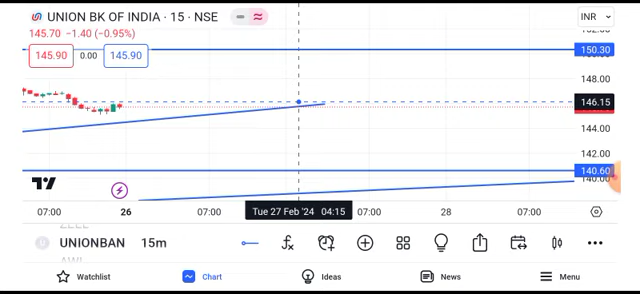 UNION BK OF INDIA · 15 · NSE
INR
145.70 −1.40 (−0.95%)
145.90 0.00 145.90
150.30
148.00
146.15
144.00
142.00
140.60
140.00
07:00 26 07:00 Tue 27 Feb '24 04:15 07:00 28 07:00
U UNIONBAN 15m
Watchlist Chart Ideas News Menu